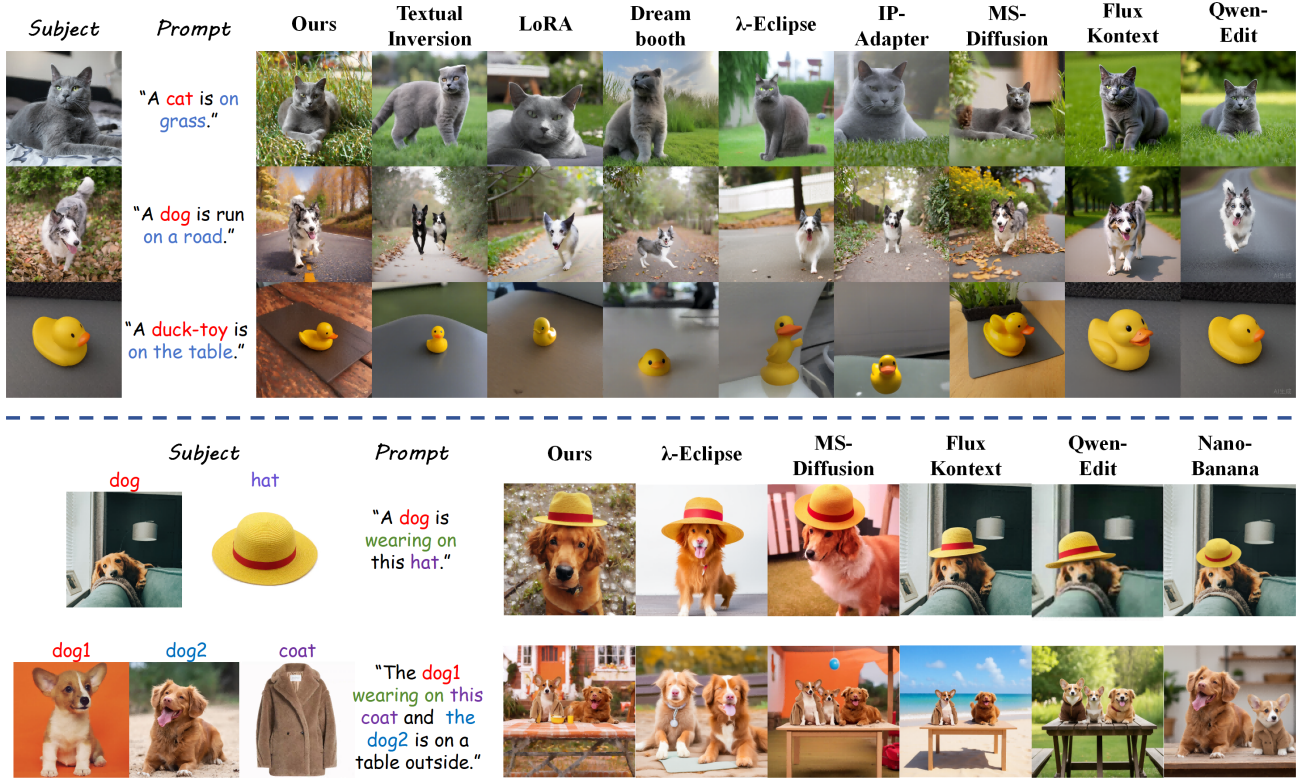 Subject
Prompt
Ours
Textual
Inversion
LoRA
Dream
booth
λ-Eclipse
IP-
Adapter
MS-
Diffusion
Flux
Kontext
Qwen-
Edit
“A cat is on
grass.”
“A dog is run
on a road.”
“A duck-toy is
on the table.”
Subject
Prompt
Ours
λ-Eclipse
MS-
Diffusion
Flux
Kontext
Qwen-
Edit
Nano-
Banana
dog
hat
“A dog is
wearing on
this hat.”
dog1
dog2
coat
“The dog1
wearing on this
coat and the
dog2 is on a
table outside.”